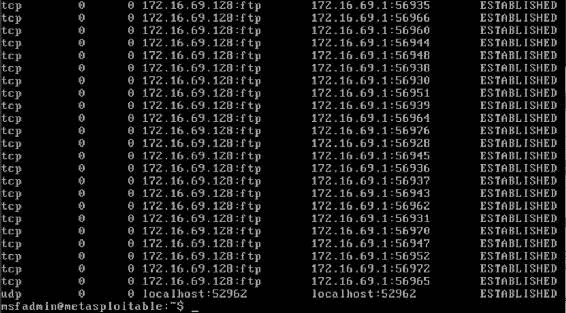 tcp 0 0 172.16.69.128:ftp 172.16.69.1:56935 ESTABLISHED
tcp 0 0 172.16.69.128:ftp 172.16.69.1:56966 ESTABLISHED
tcp 0 0 172.16.69.128:ftp 172.16.69.1:56960 ESTABLISHED
tcp 0 0 172.16.69.128:ftp 172.16.69.1:56944 ESTABLISHED
tcp 0 0 172.16.69.128:ftp 172.16.69.1:56948 ESTABLISHED
tcp 0 0 172.16.69.128:ftp 172.16.69.1:56938 ESTABLISHED
tcp 0 0 172.16.69.128:ftp 172.16.69.1:56930 ESTABLISHED
tcp 0 0 172.16.69.128:ftp 172.16.69.1:56951 ESTABLISHED
tcp 0 0 172.16.69.128:ftp 172.16.69.1:56939 ESTABLISHED
tcp 0 0 172.16.69.128:ftp 172.16.69.1:56964 ESTABLISHED
tcp 0 0 172.16.69.128:ftp 172.16.69.1:56976 ESTABLISHED
tcp 0 0 172.16.69.128:ftp 172.16.69.1:56928 ESTABLISHED
tcp 0 0 172.16.69.128:ftp 172.16.69.1:56945 ESTABLISHED
tcp 0 0 172.16.69.128:ftp 172.16.69.1:56936 ESTABLISHED
tcp 0 0 172.16.69.128:ftp 172.16.69.1:56937 ESTABLISHED
tcp 0 0 172.16.69.128:ftp 172.16.69.1:56943 ESTABLISHED
tcp 0 0 172.16.69.128:ftp 172.16.69.1:56962 ESTABLISHED
tcp 0 0 172.16.69.128:ftp 172.16.69.1:56931 ESTABLISHED
tcp 0 0 172.16.69.128:ftp 172.16.69.1:56970 ESTABLISHED
tcp 0 0 172.16.69.128:ftp 172.16.69.1:56947 ESTABLISHED
tcp 0 0 172.16.69.128:ftp 172.16.69.1:56952 ESTABLISHED
tcp 0 0 172.16.69.128:ftp 172.16.69.1:56972 ESTABLISHED
tcp 0 0 172.16.69.128:ftp 172.16.69.1:56965 ESTABLISHED
udp 0 0 localhost:52962 localhost:52962 ESTABLISHED
msfadmin@metasploitable:~$ _